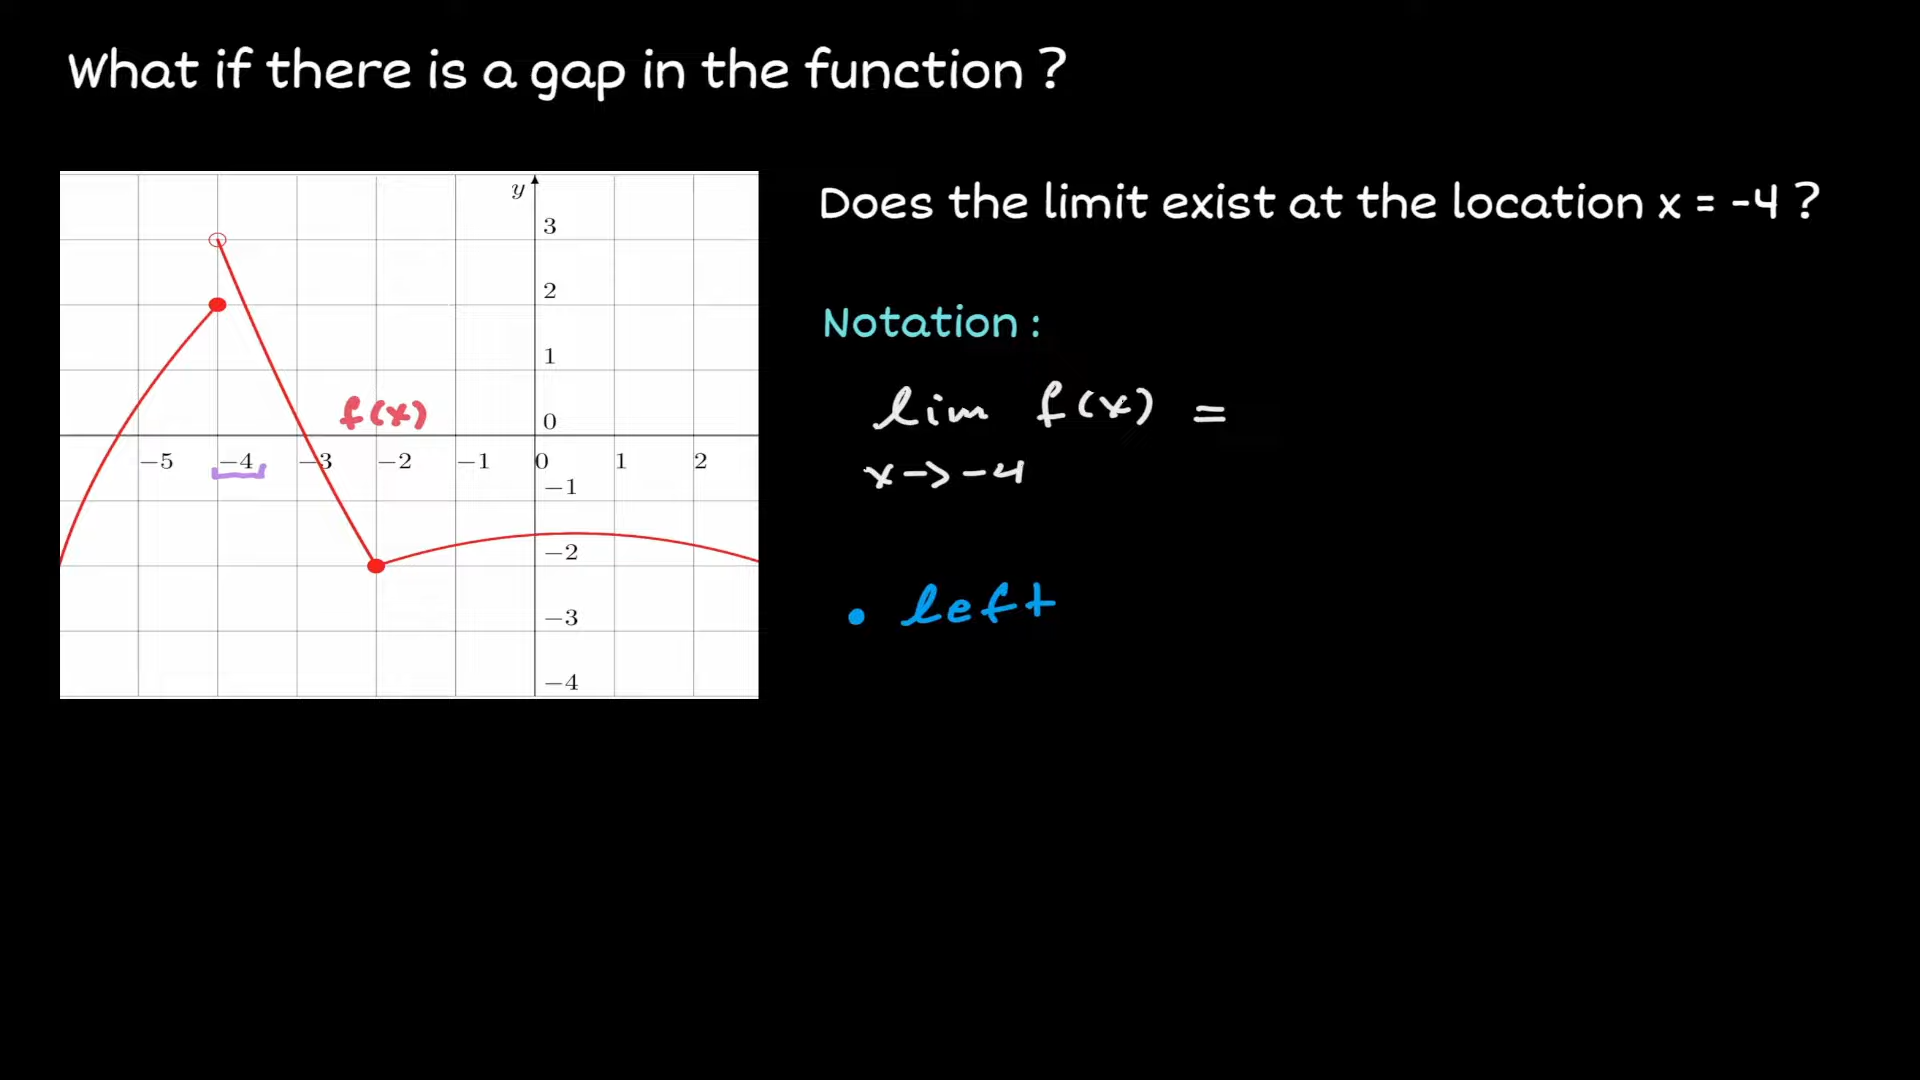 What if there is a gap in the function ?
Does the limit exist at the location x = -4 ?
Notation :
lim f(x) =
x -> -4
• left
y
3
2
1
0
f(x)
−5 −4 −3 −2 −1 0 1 2
−1
−2
−3
−4